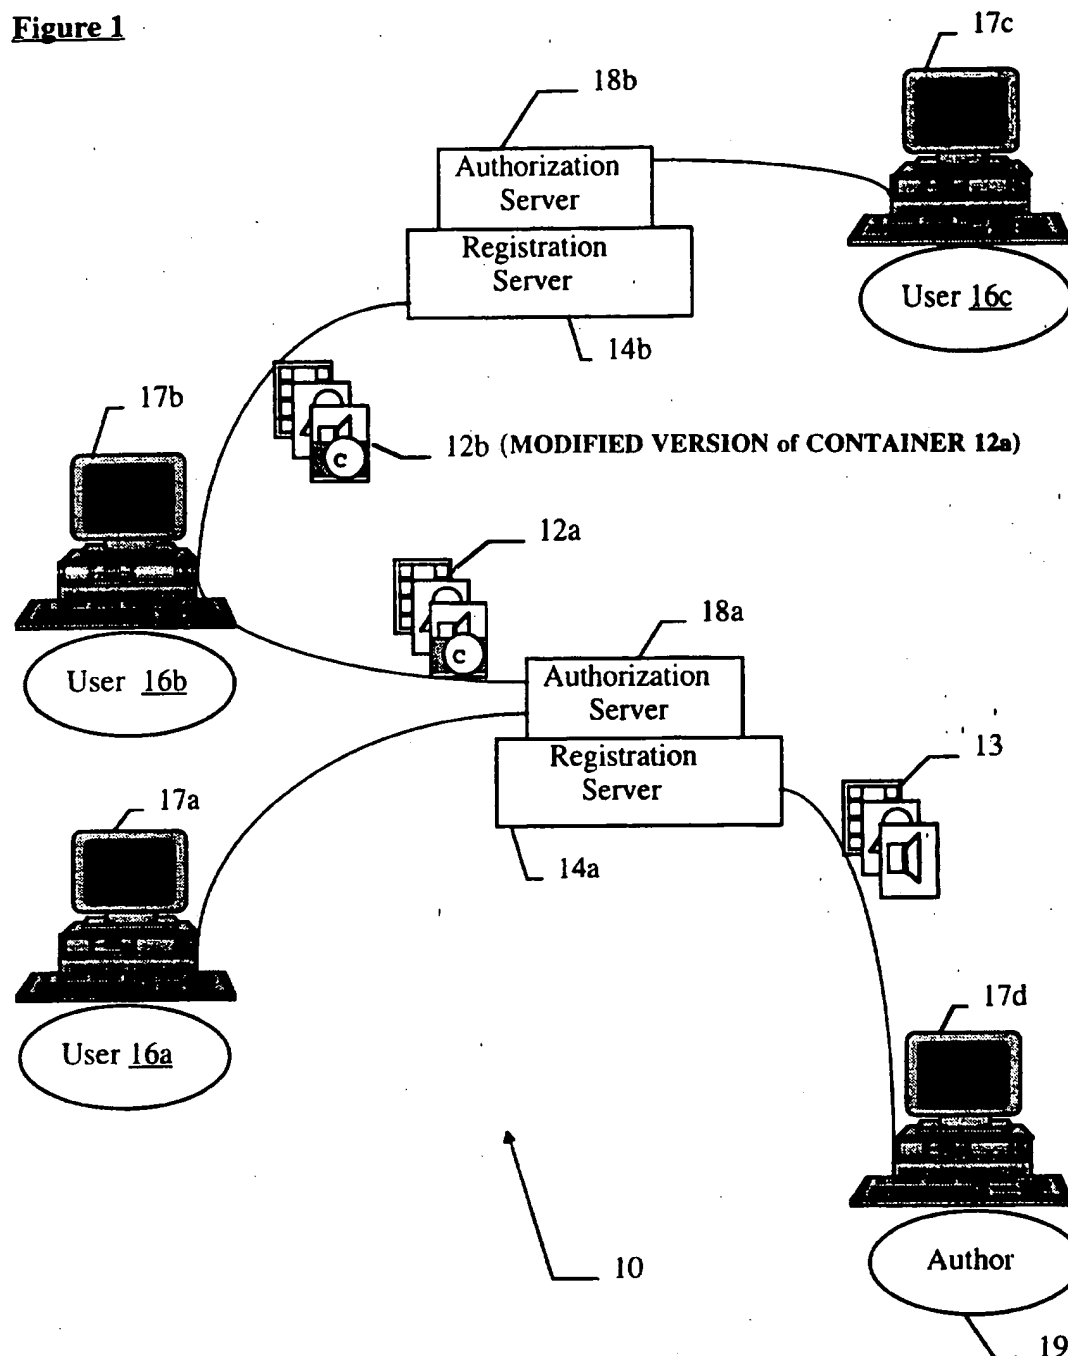 Figure 1
17c
18b
Authorization
Server
Registration
Server
User 16c
14b
17b
12b (MODIFIED VERSION of CONTAINER 12a)
C
12a
C
18a
User 16b
Authorization
Server
Registration
Server
13
17a
14a
17d
User 16a
Author
10
19